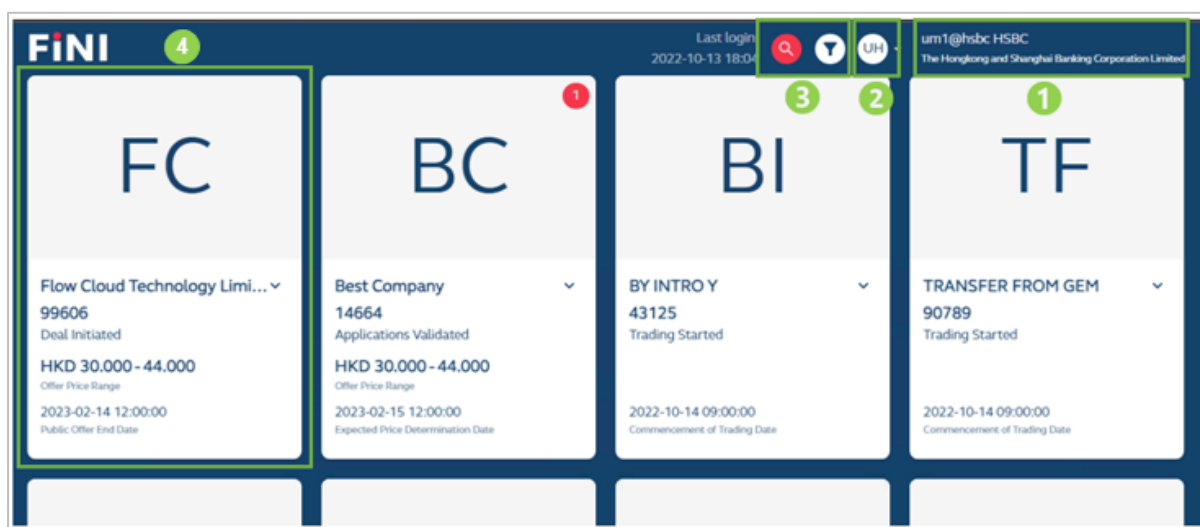 FiNI
4
Last login
2022-10-13 18:04
UH
um1@hsbc HSBC
The Hongkong and Shanghai Banking Corporation Limited
3
2
1
FC
Flow Cloud Technology Limi...
99606
Deal Initiated
HKD 30.000 - 44.000
Offer Price Range
2023-02-14 12:00:00
Public Offer End Date
1
BC
Best Company
14664
Applications Validated
HKD 30.000 - 44.000
Offer Price Range
2023-02-15 12:00:00
Expected Price Determination Date
BI
BY INTRO Y
43125
Trading Started
2022-10-14 09:00:00
Commencement of Trading Date
TF
TRANSFER FROM GEM
90789
Trading Started
2022-10-14 09:00:00
Commencement of Trading Date